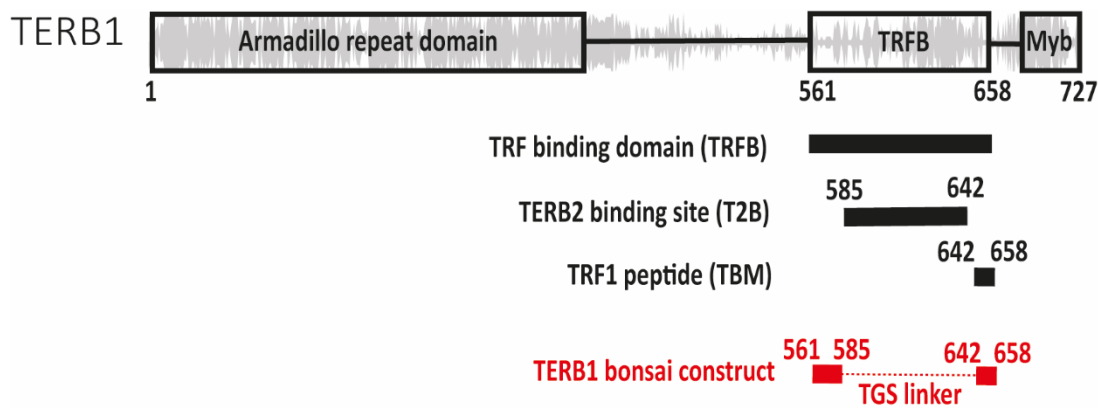 TERB1
Armadillo repeat domain TRFB Myb
1 561 658 727
TRF binding domain (TRFB)
585 642
TERB2 binding site (T2B)
642 658
TRF1 peptide (TBM)
561 585 642 658
TERB1 bonsai construct
TGS linker